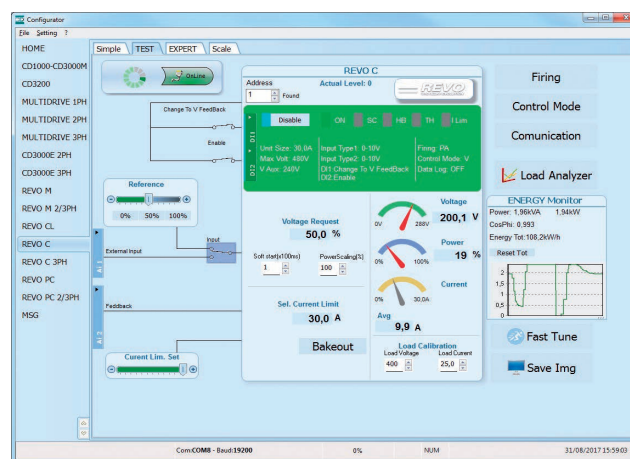 Configurator
File Setting ?
HOME
CD1000-CD3000M
CD3200
MULTIDRIVE 1PH
MULTIDRIVE 2PH
MULTIDRIVE 3PH
CD3000E 2PH
CD3000E 3PH
REVO M
REVO M 2/3PH
REVO CL
REVO C
REVO C 3PH
REVO PC
REVO PC 2/3PH
MSG
Simple TEST EXPERT Scale
OnLine
Change To V FeedBack
Enable
Reference
0% 50% 100%
External Input
Input
AI 1
Feddback
AI 2
Curent Lim. Set
REVO C
Address
1 Found
Actual Level: 0
REVO
DI1
DI2
Disable ON SC HB TH I Lim
Unit Size: 30,0A Input Type1: 0-10V Firing: PA
Max Volt: 480V Input Type2: 0-10V Control Mode: V
V Aux: 240V DI1:Change To V FeedBack Data Log: OFF
DI2 Enable
Voltage Request
50,0 %
Soft start(x100ms) PowerScaling[%]
1 100
Sel. Current Limit
30,0 A
Bakeout
Voltage
0V 288V 200,1 V
Power
0% 100% 19 %
Current
0% 30,0A
Avg
9,9 A
Load Calibration
Load Voltage Load Current
400 25,0
Firing
Control Mode
Comunication
Load Analyzer
ENERGY Monitor
Power: 1,96kVA 1,94kW
CosPhi: 0,993
Energy Tot:108,2kW/h
Reset Tot
2
1,5
1
0,5
0
Fast Tune
Save Img
Com:COM8 - Baud:19200 0% NUM 31/08/2017 15:59:03